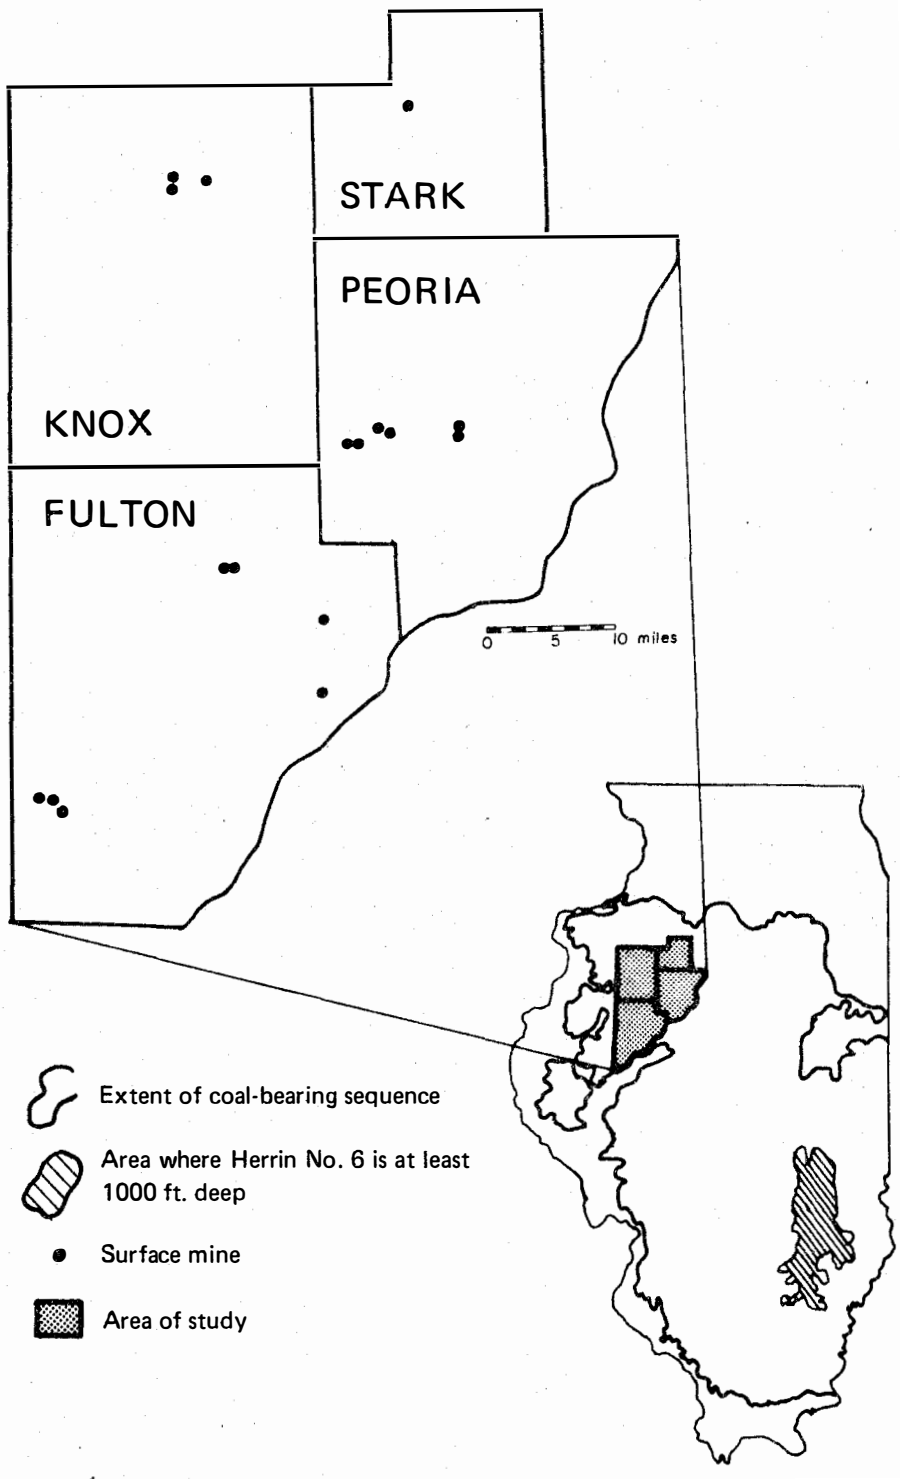 STARK
PEORIA
KNOX
FULTON
0 5 10 miles
Extent of coal-bearing sequence
Area where Herrin No. 6 is at least
1000 ft. deep
Surface mine
Area of study